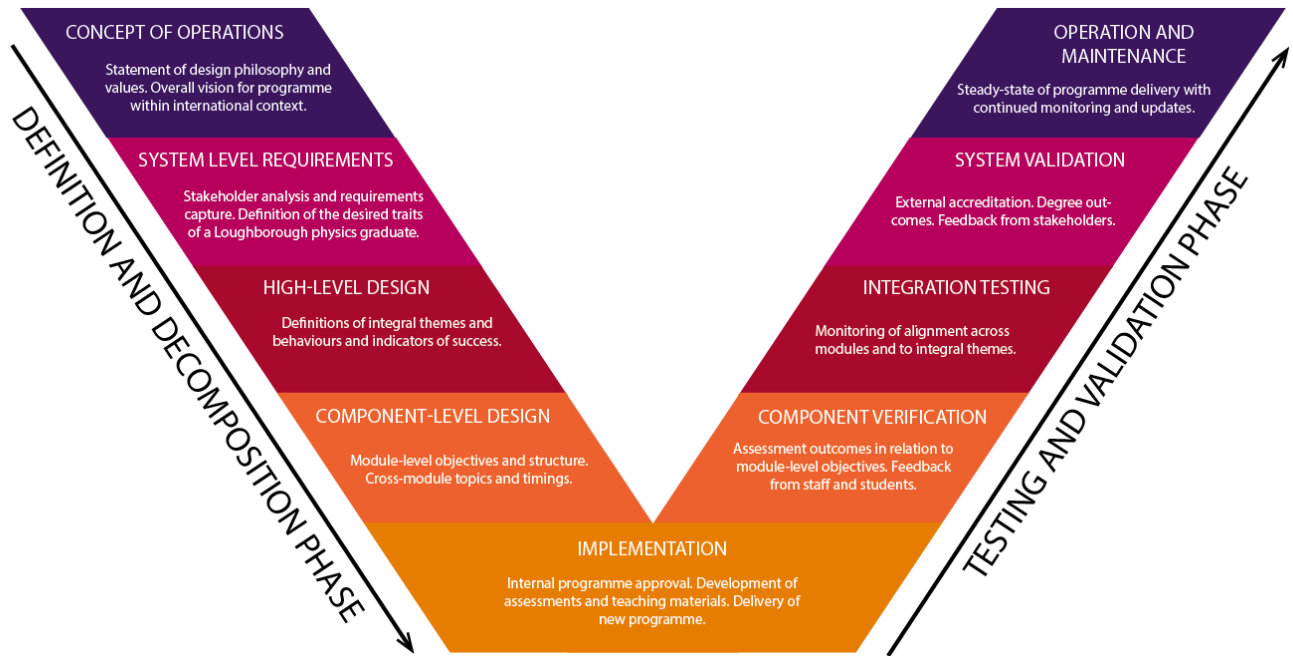 CONCEPT OF OPERATIONS
Statement of design philosophy and
values. Overall vision for programme
within international context.
SYSTEM LEVEL REQUIREMENTS
Stakeholder analysis and requirements
capture. Definition of the desired traits
of a Loughborough physics graduate.
HIGH-LEVEL DESIGN
Definitions of integral themes and
behaviours and indicators of success.
COMPONENT-LEVEL DESIGN
Module-level objectives and structure.
Cross-module topics and timings.
DEFINITION AND DECOMPOSITION PHASE
IMPLEMENTATION
Internal programme approval. Development of
assessments and teaching materials. Delivery of
new programme.
OPERATION AND
MAINTENANCE
Steady-state of programme delivery with
continued monitoring and updates.
SYSTEM VALIDATION
External accreditation. Degree out-
comes. Feedback from stakeholders.
INTEGRATION TESTING
Monitoring of alignment across
modules and to integral themes.
COMPONENT VERIFICATION
Assessment outcomes in relation to
module-level objectives. Feedback
from staff and students.
TESTING AND VALIDATION PHASE